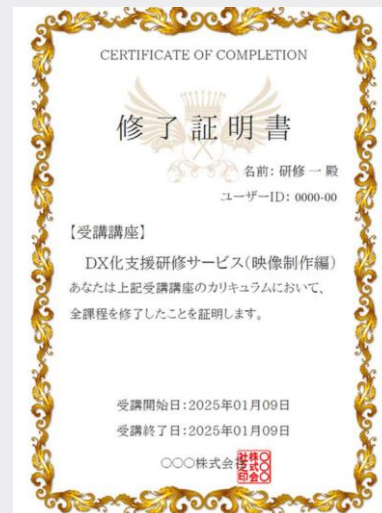 CERTIFICATE OF COMPLETION
修了証明書
名前: 研修 一 殿
ユーザーID: 0000-00
【受講講座】
DX化支援研修サービス(映像制作編)
あなたは上記受講講座のカリキュラムにおいて、
全課程を修了したことを証明します。
受講開始日:2025年01月09日
受講終了日:2025年01月09日
〇〇〇株式会社